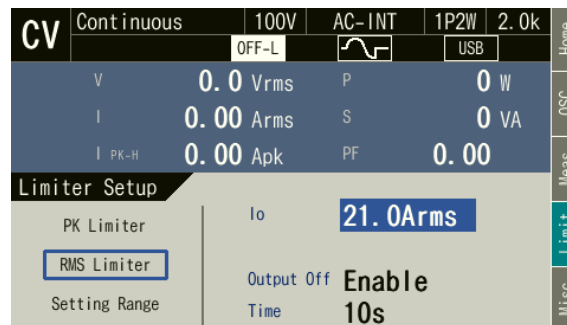 CV Continuous 100V AC-INT 1P2W 2.0k
OFF-L USB
V 0.0 Vrms P 0 W
I 0.00 Arms S 0 VA
I PK-H 0.00 Apk PF 0.00
Limiter Setup
PK Limiter
RMS Limiter
Setting Range
Io 21.0Arms
Output Off Enable
Time 10s
Home
OSC
Meas
Limit
Misc